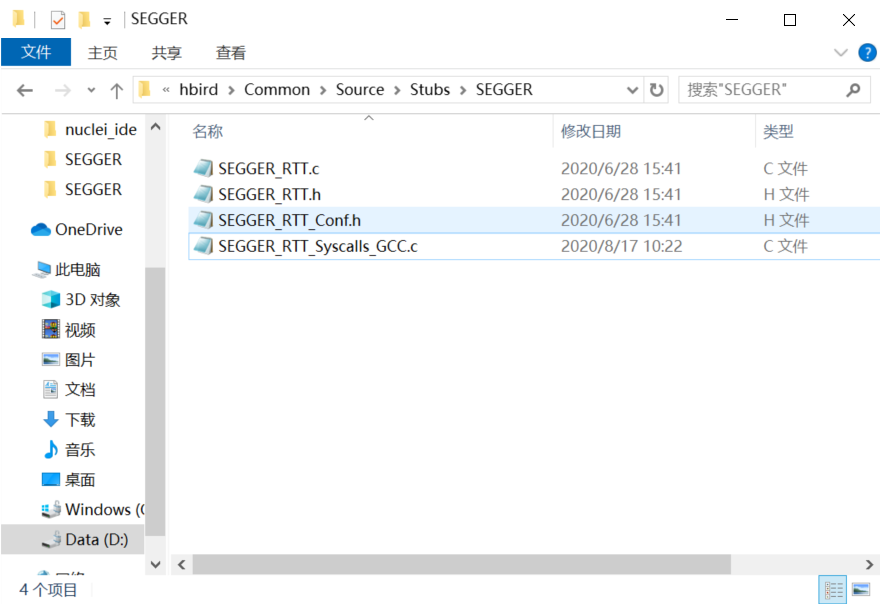 SEGGER
文件 主页 共享 查看
« hbird › Common › Source › Stubs › SEGGER 搜索"SEGGER"
nuclei_ide
SEGGER
SEGGER
OneDrive
此电脑
3D 对象
视频
图片
文档
下载
音乐
桌面
Windows (
Data (D:)
名称 修改日期 类型
SEGGER_RTT.c 2020/6/28 15:41 C 文件
SEGGER_RTT.h 2020/6/28 15:41 H 文件
SEGGER_RTT_Conf.h 2020/6/28 15:41 H 文件
SEGGER_RTT_Syscalls_GCC.c 2020/8/17 10:22 C 文件
4 个项目